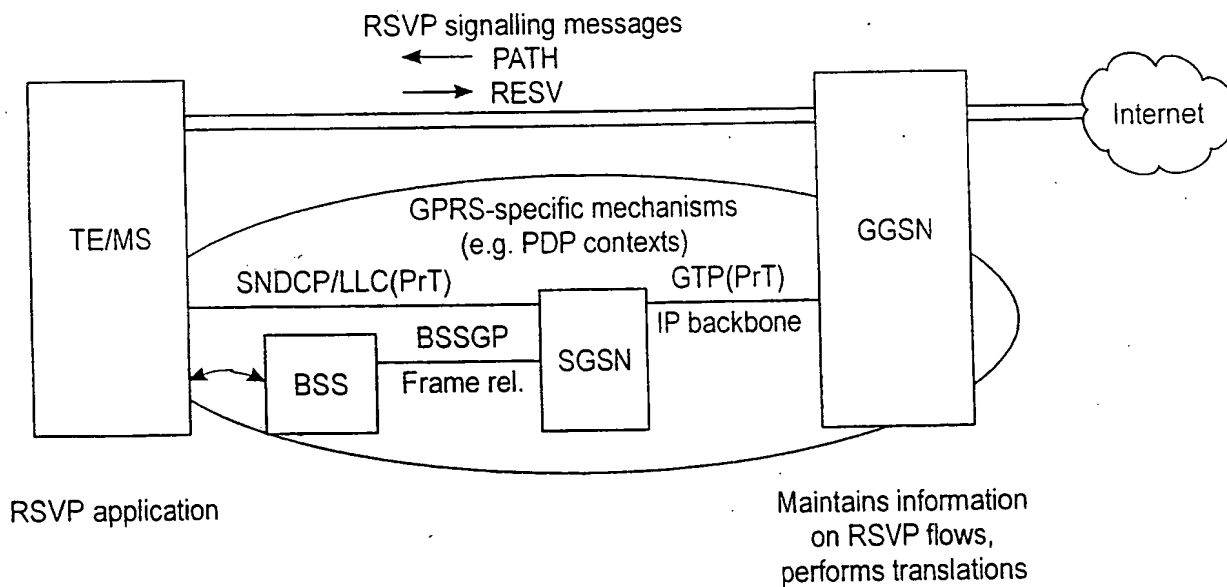 RSVP signalling messages
PATH
RESV
Internet
TE/MS
GPRS-specific mechanisms
(e.g. PDP contexts)
GGSN
SNDCP/LLC(PrT)
GTP(PrT)
IP backbone
BSSGP
SGSN
BSS
Frame rel.
RSVP application
Maintains information
on RSVP flows,
performs translations